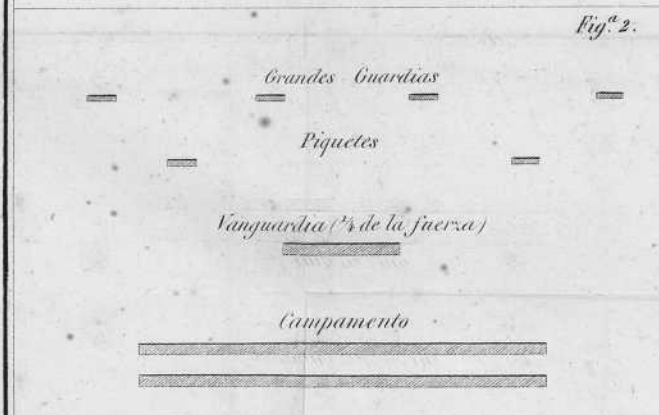 Fig.ª 2.
Grandes Guardias
Piquetes
Vanguardia (¼ de la fuerza)
Campamento